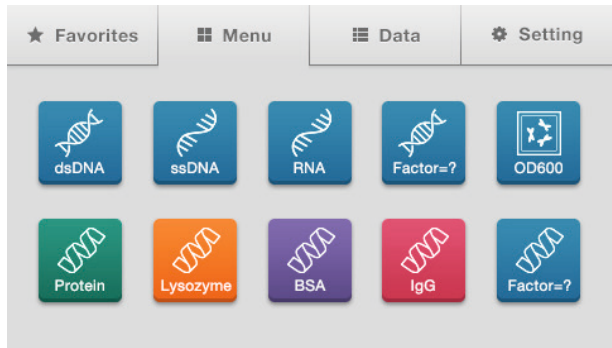 Favorites
Menu
Data
Setting
dsDNA
ssDNA
RNA
Factor=?
OD600
Protein
Lysozyme
BSA
IgG
Factor=?